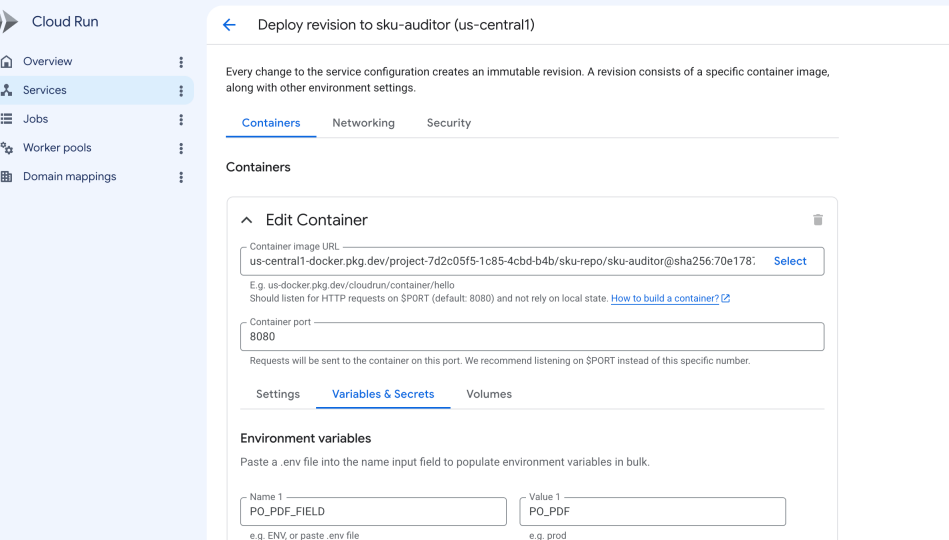 Cloud Run
Deploy revision to sku-auditor (us-central1)
Overview
Services
Jobs
Worker pools
Domain mappings
Every change to the service configuration creates an immutable revision. A revision consists of a specific container image,
along with other environment settings.
Containers
Networking
Security
Containers
Edit Container
Container image URL
us-central1-docker.pkg.dev/project-7d2c05f5-1c85-4cbd-b4b/sku-repo/sku-auditor@sha256:70e1787
Select
E.g. us-docker.pkg.dev/cloudrun/container/hello
Should listen for HTTP requests on $PORT (default: 8080) and not rely on local state. How to build a container?
Container port
8080
Requests will be sent to the container on this port. We recommend listening on $PORT instead of this specific number.
Settings
Variables & Secrets
Volumes
Environment variables
Paste a .env file into the name input field to populate environment variables in bulk.
Name 1
PO_PDF_FIELD
Value 1
PO_PDF
e.g. ENV, or paste .env file
e.g. prod